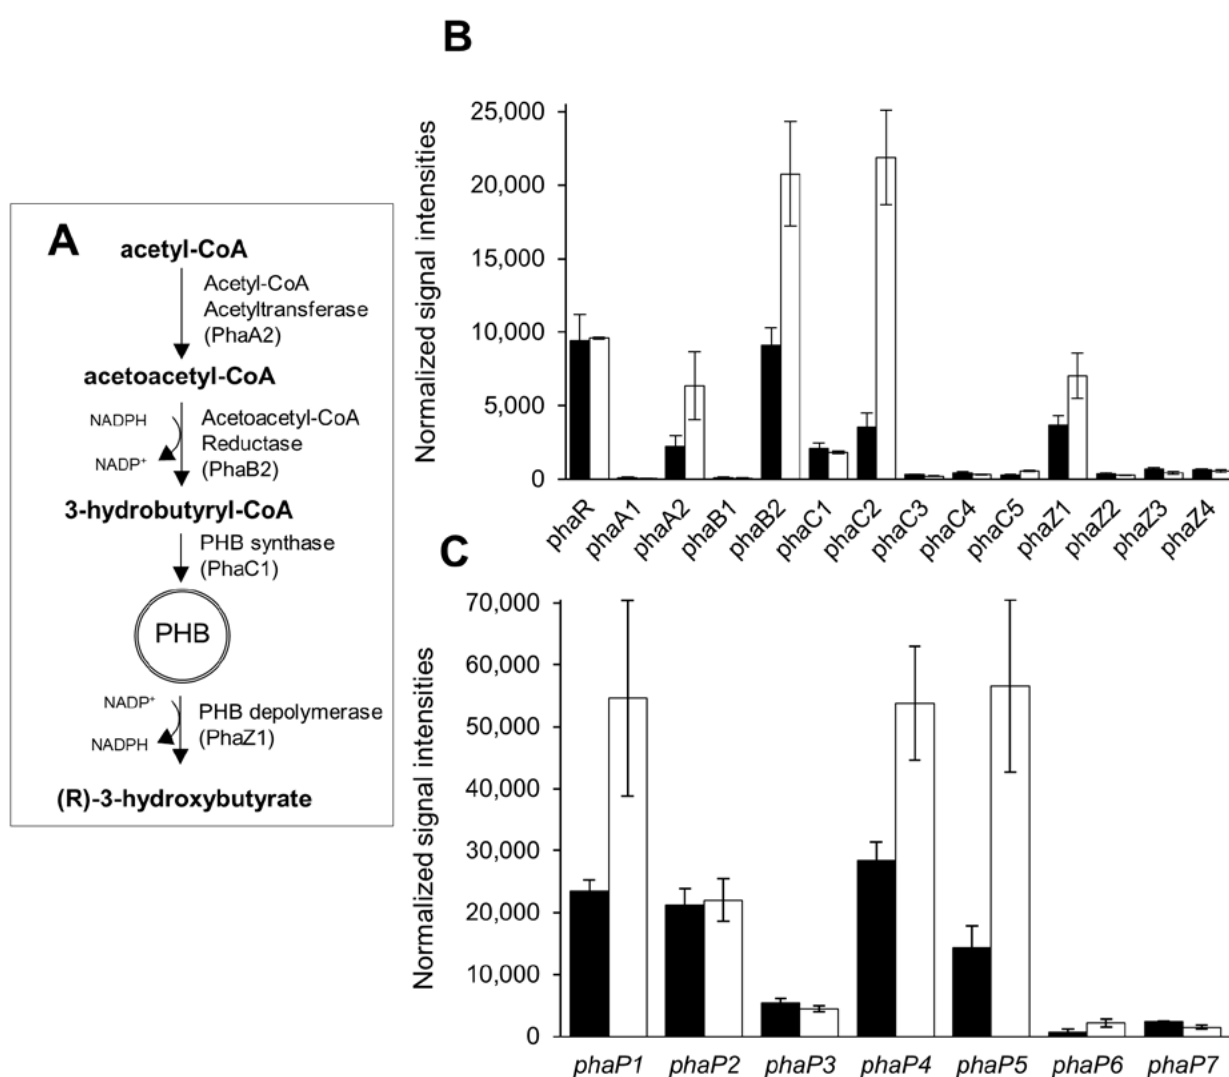 A
acetyl-CoA
Acetyl-CoA
Acetyltransferase
(PhaA2)
acetoacetyl-CoA
NADPH
NADP⁺
Acetoacetyl-CoA
Reductase
(PhaB2)
3-hydrobutyryl-CoA
PHB synthase
(PhaC1)
PHB
NADP⁺
NADPH
PHB depolymerase
(PhaZ1)
(R)-3-hydroxybutyrate
B
Normalized signal intensities
25,000
20,000
15,000
10,000
5,000
0
phaR
phaA1
phaA2
phaB1
phaB2
phaC1
phaC2
phaC3
phaC4
phaC5
phaZ1
phaZ2
phaZ3
phaZ4
C
Normalized signal intensities
70,000
60,000
50,000
40,000
30,000
20,000
10,000
0
phaP1 phaP2 phaP3 phaP4 phaP5 phaP6 phaP7